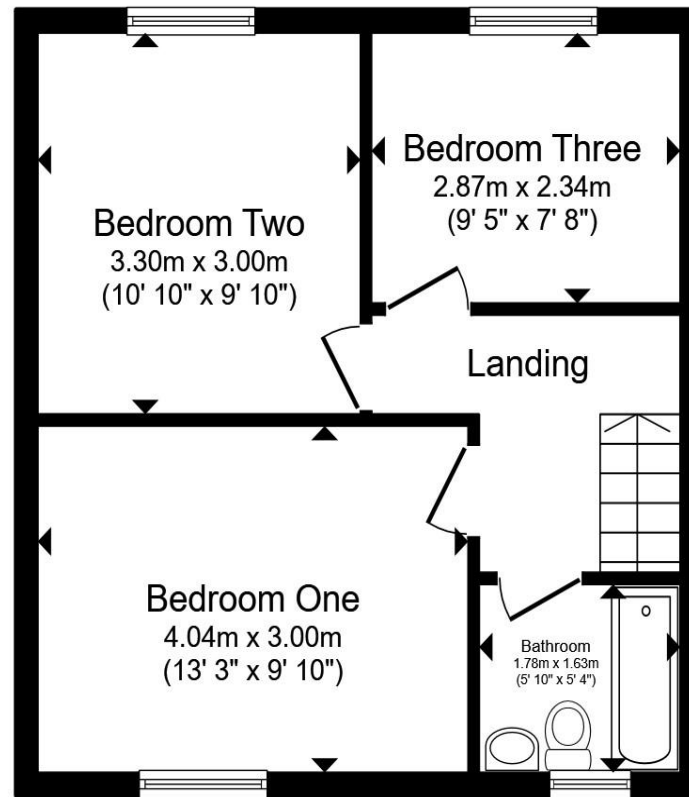 Bedroom Two
3.30m x 3.00m
(10' 10" x 9' 10")
Bedroom Three
2.87m x 2.34m
(9' 5" x 7' 8")
Landing
Bedroom One
4.04m x 3.00m
(13' 3" x 9' 10")
Bathroom
1.78m x 1.63m
(5' 10" x 5' 4")